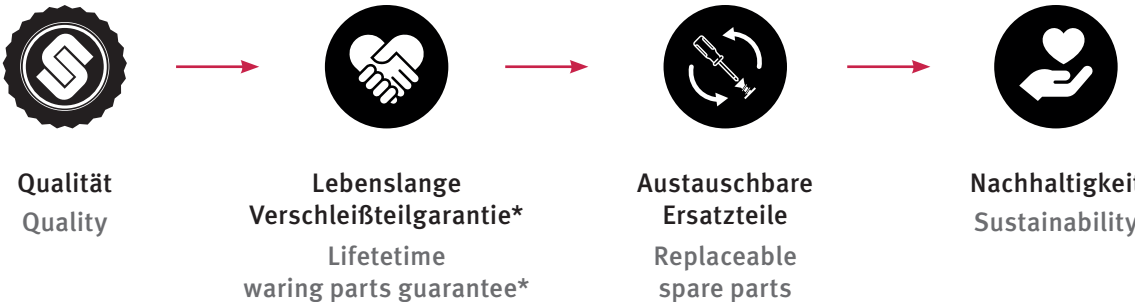 Qualität
Quality
Lebenslange
Verschleißteilgarantie*
Lifetetime
waring parts guarantee*
Austauschbare
Ersatzteile
Replaceable
spare parts
Nachhaltigkeit
Sustainability